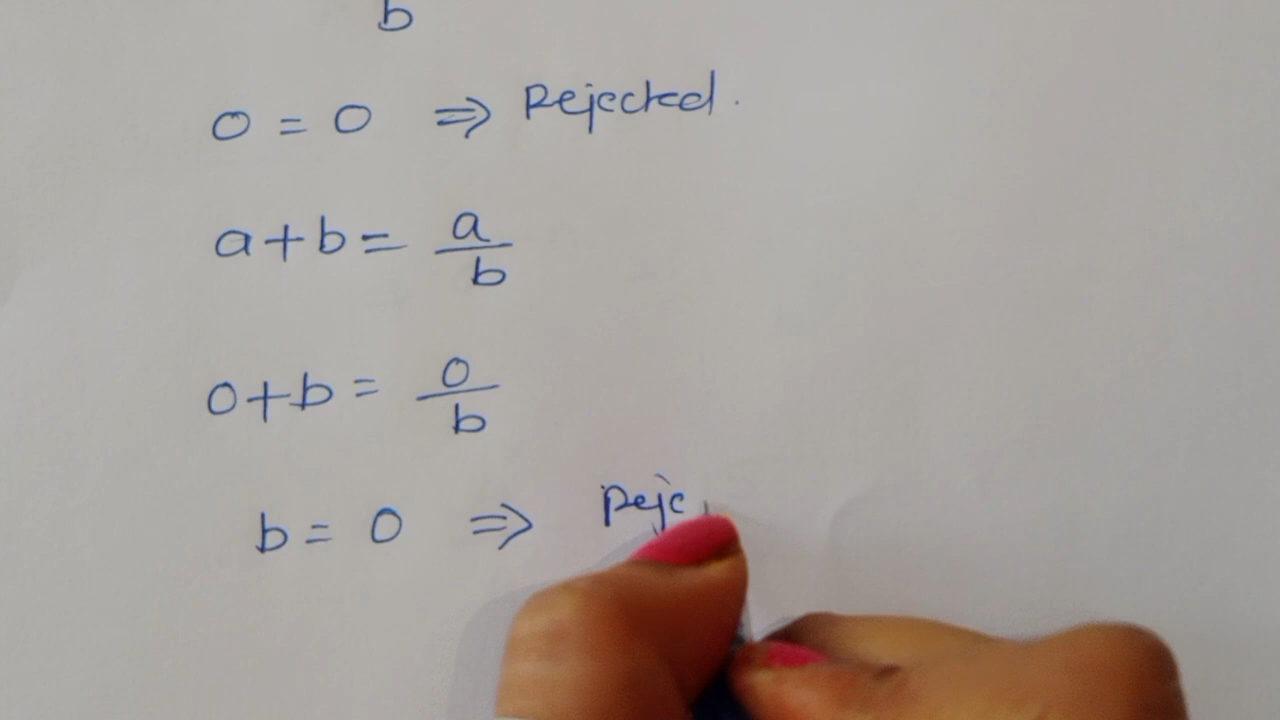 b
0 = 0 ⇒ Rejected.
a+b = a/b
0+b = 0/b
b = 0 ⇒ Rejc